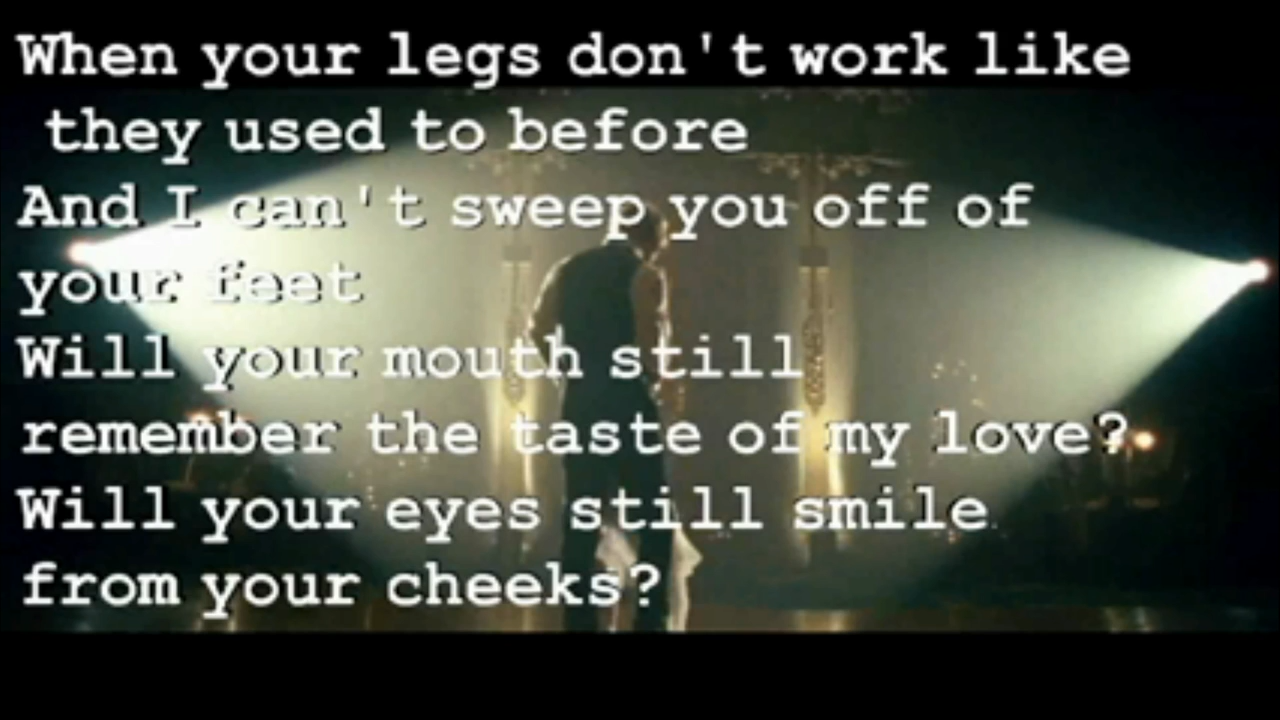 When your legs don't work like
they used to before
And I can't sweep you off of
your feet
Will your mouth still
remember the taste of my love?
Will your eyes still smile
from your cheeks?